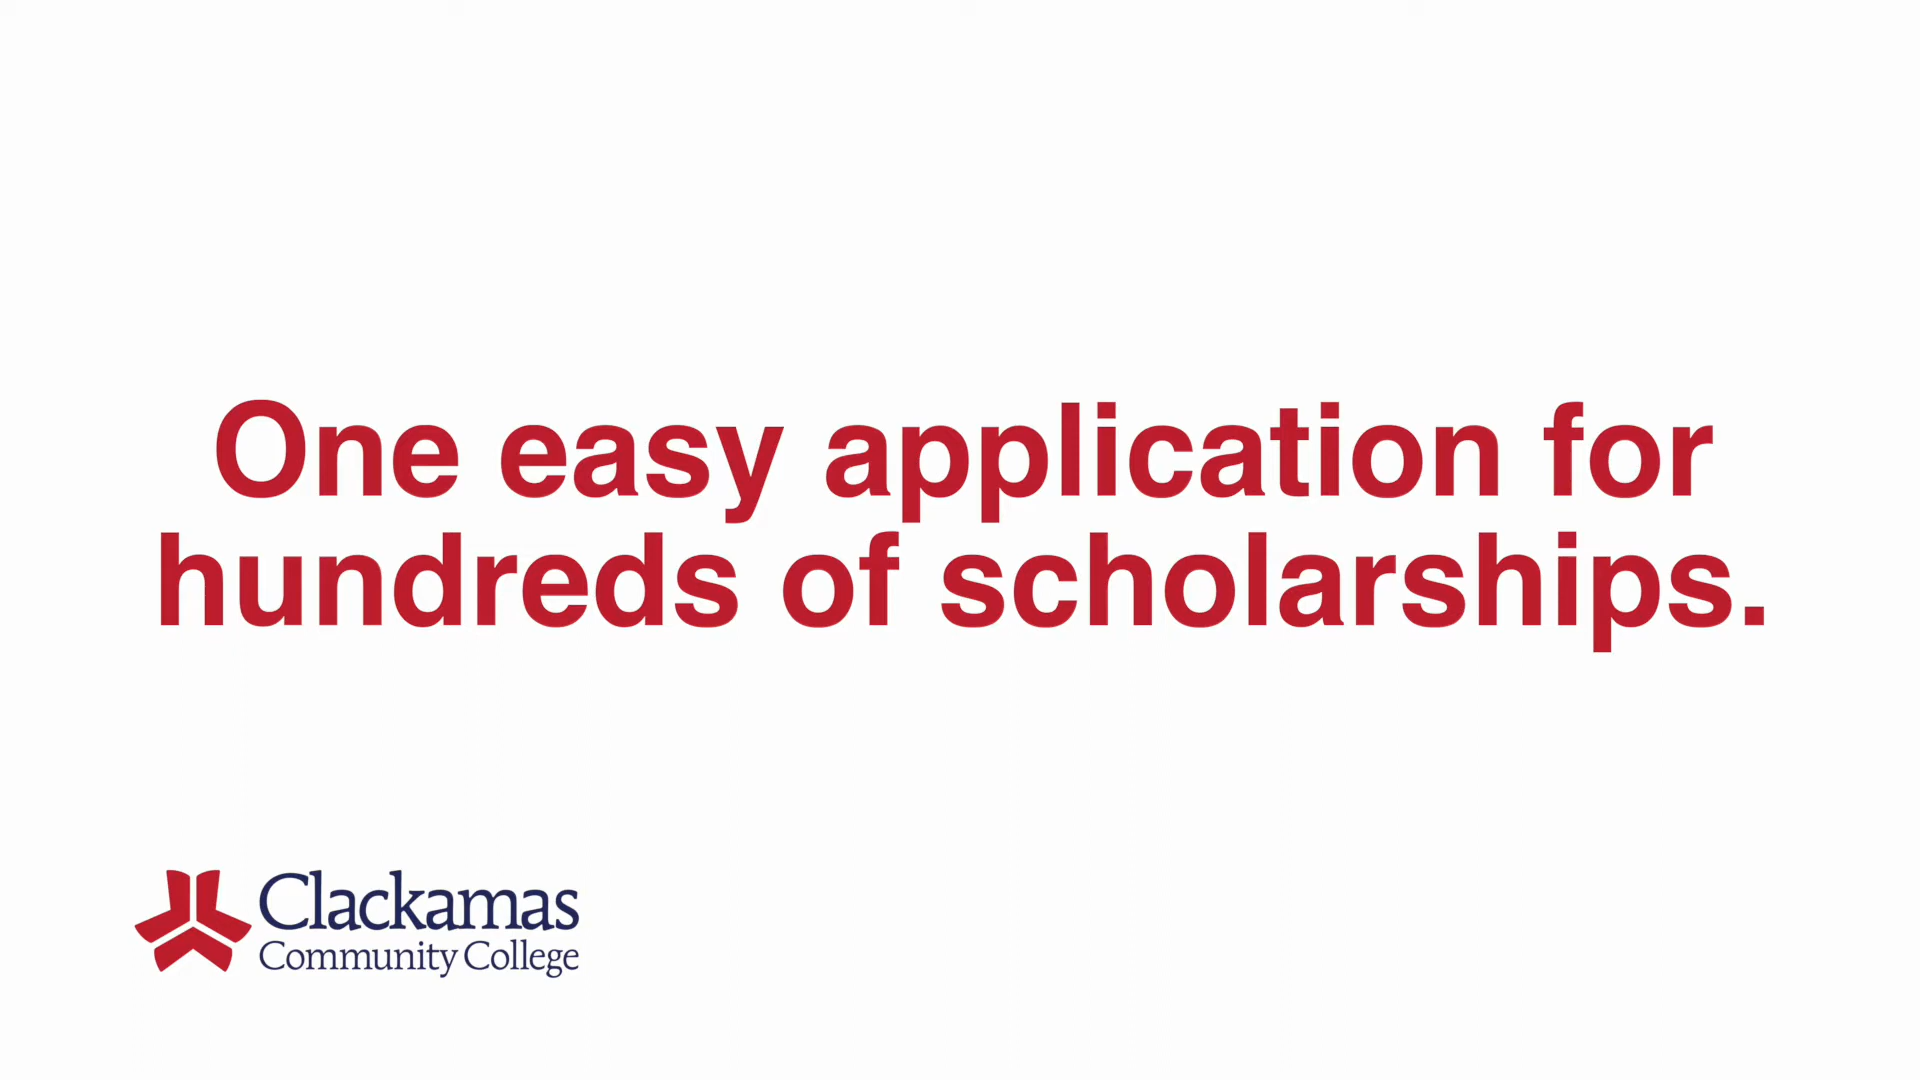 One easy application for
hundreds of scholarships.
Clackamas
Community College